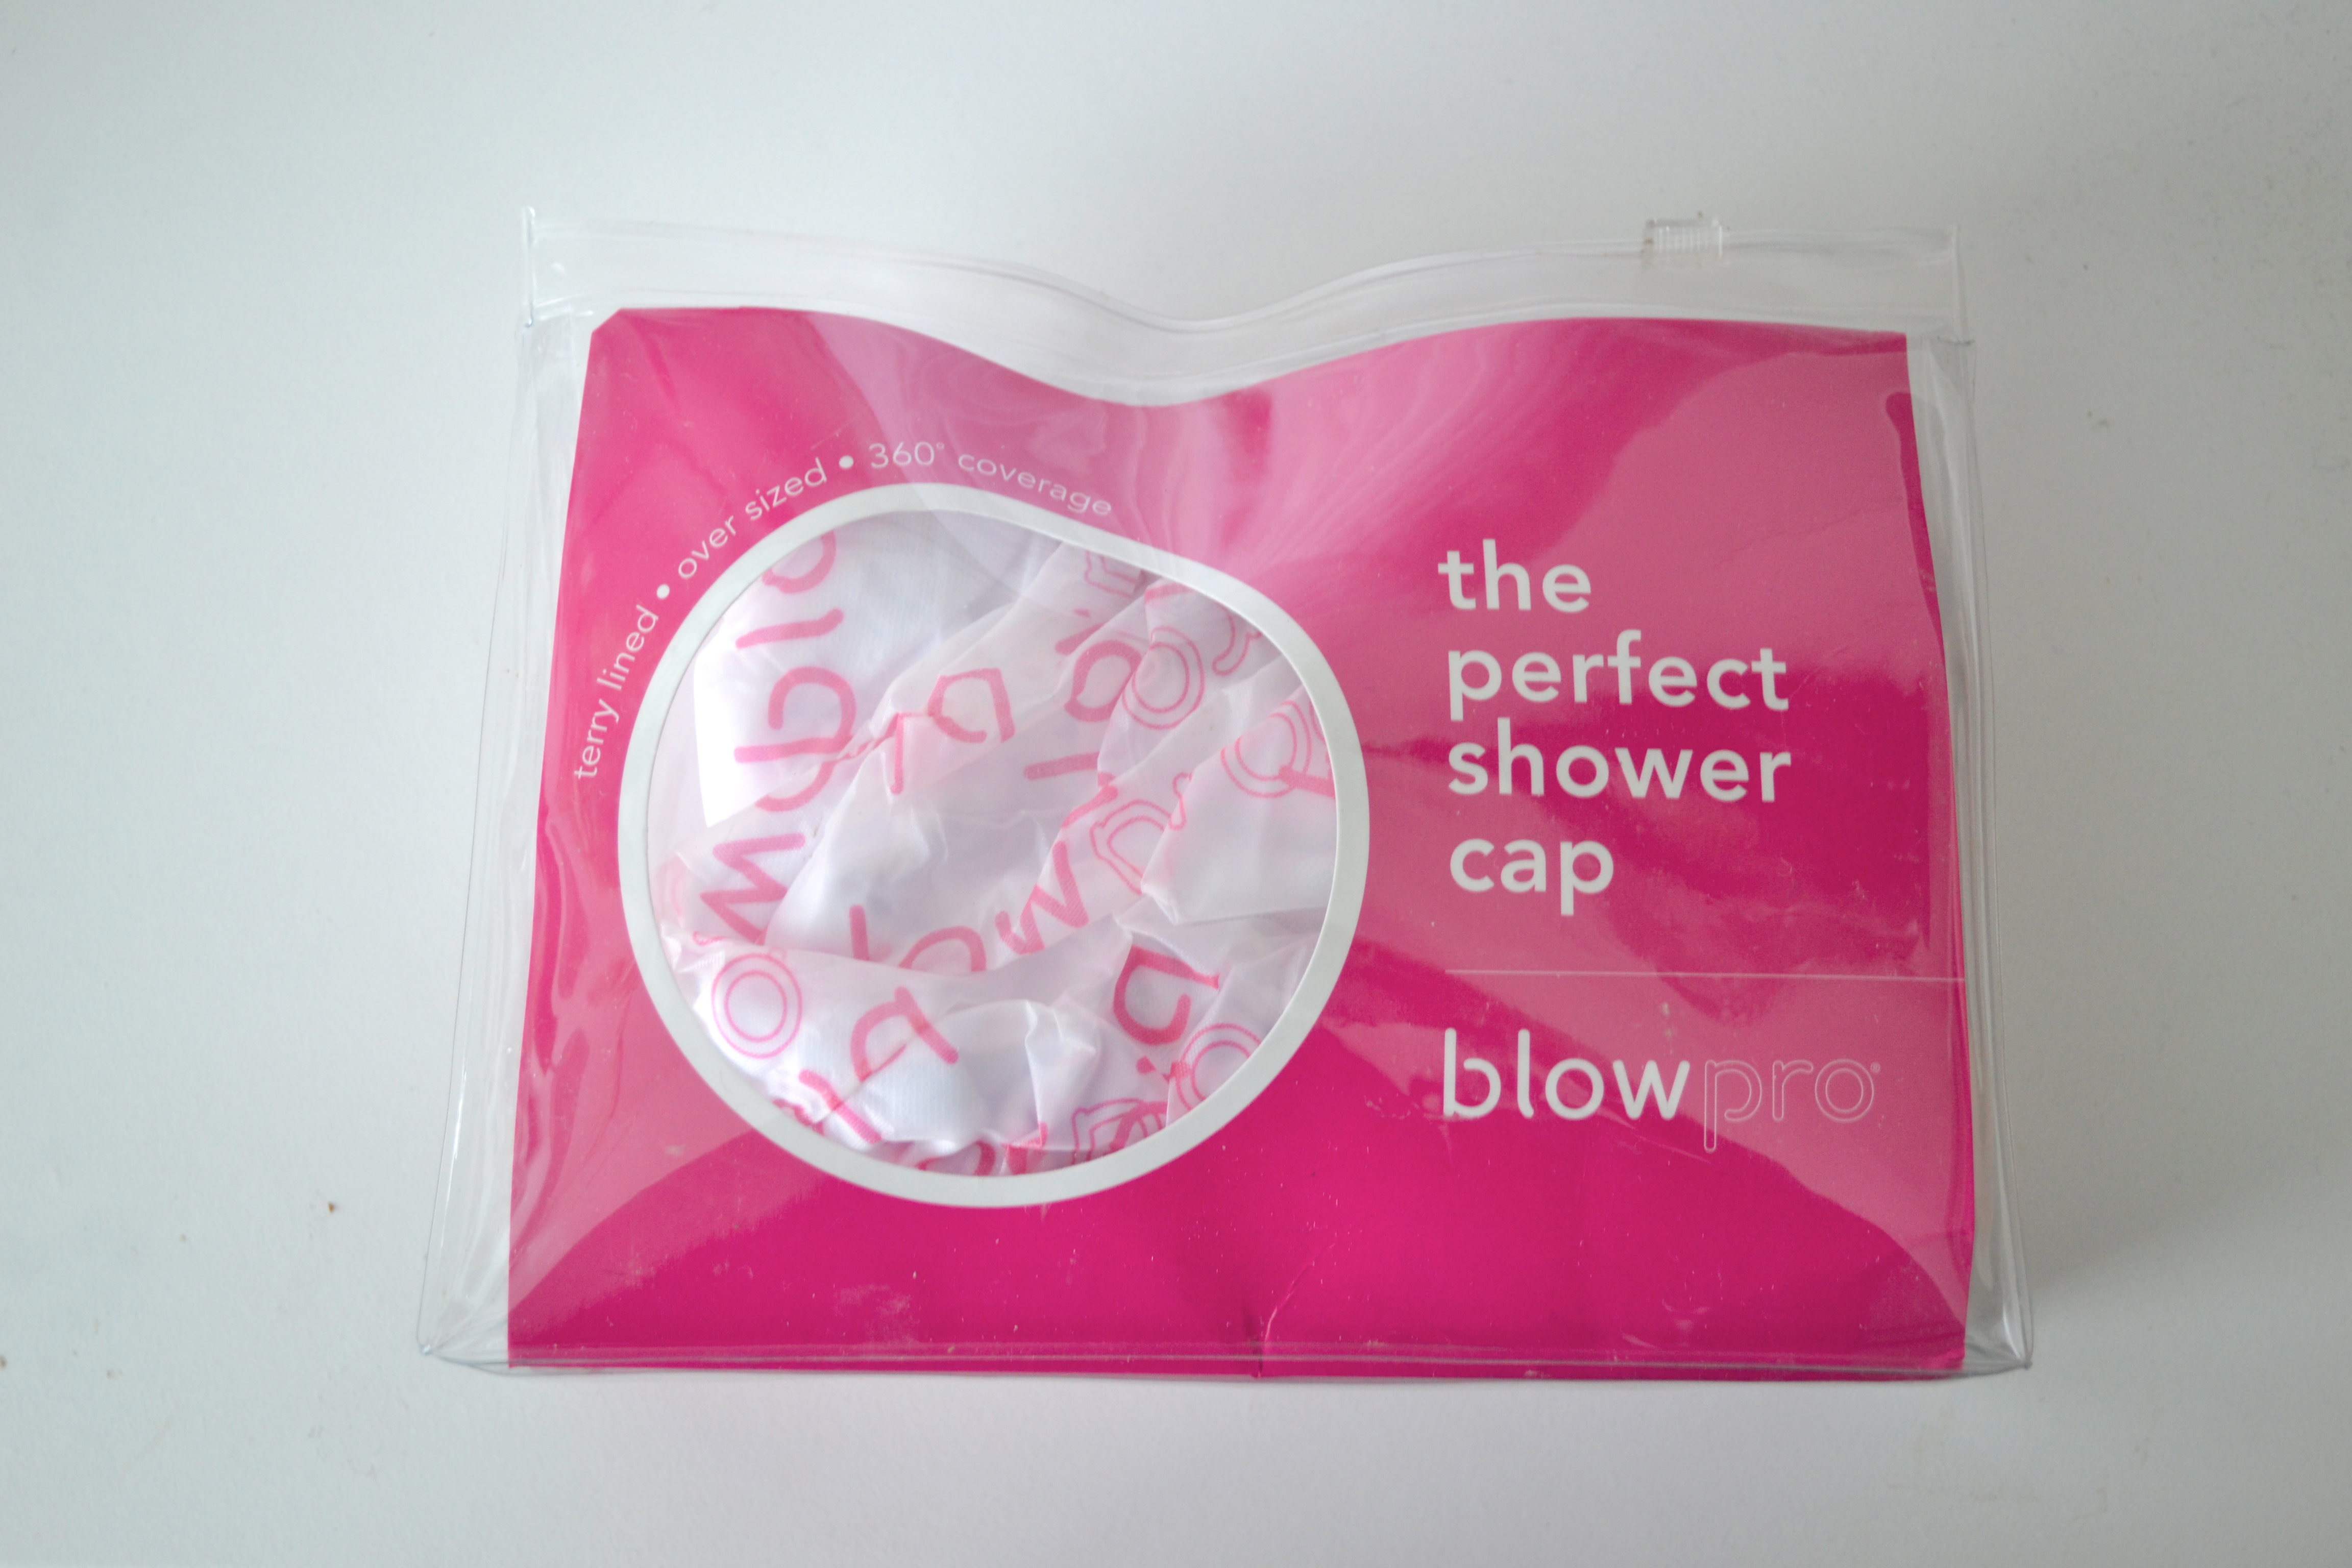 terry lined • over sized • 360° coverage
the
perfect
shower
cap
blowpro®